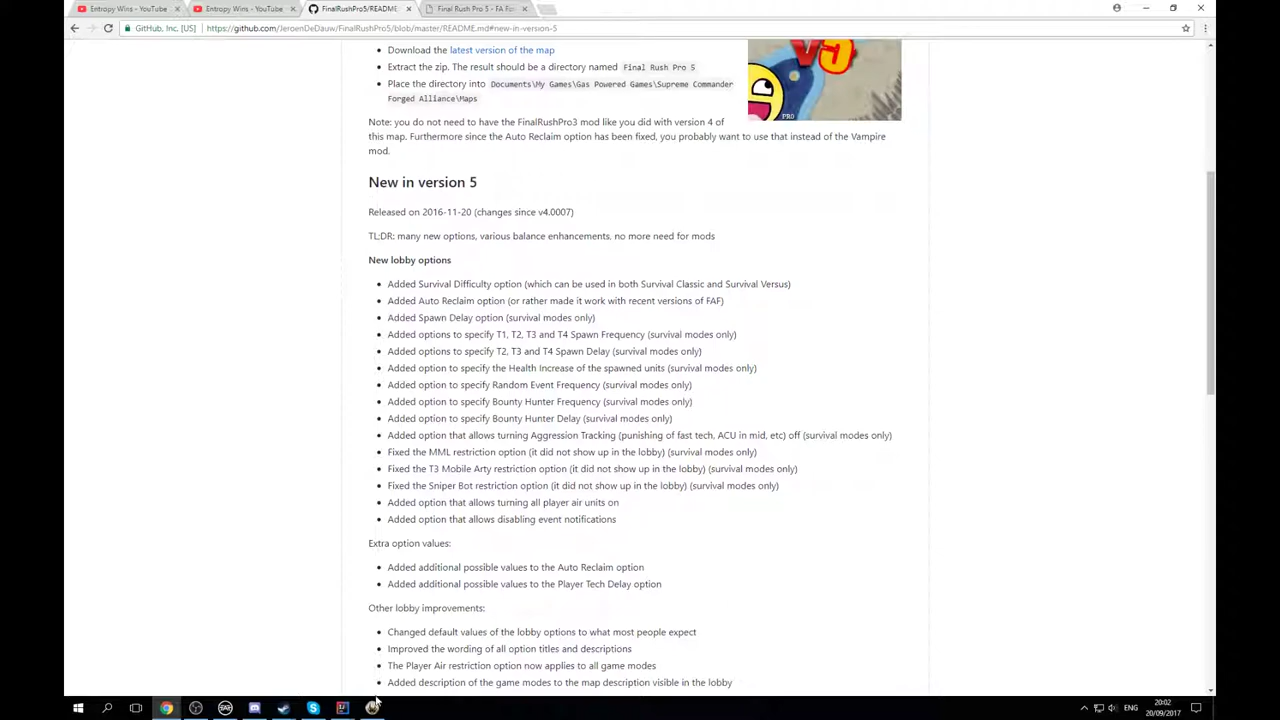 Entropy Wins - YouTube
Entropy Wins - YouTube
FinalRushPro5/README.
Final Rush Pro 5 - FA Fo
GitHub, Inc. [US]
https://github.com/JeroenDeDauw/FinalRushPro5/blob/master/README.md#new-in-version-5
Download the latest version of the map
Extract the zip. The result should be a directory named Final Rush Pro 5
Place the directory into Documents\My Games\Gas Powered Games\Supreme Commander
Forged Alliance\Maps
V5
PRO
Note: you do not need to have the FinalRushPro3 mod like you did with version 4 of
this map. Furthermore since the Auto Reclaim option has been fixed, you probably want to use that instead of the Vampire
mod.
New in version 5
Released on 2016-11-20 (changes since v4.0007)
TL;DR: many new options, various balance enhancements, no more need for mods
New lobby options
Added Survival Difficulty option (which can be used in both Survival Classic and Survival Versus)
Added Auto Reclaim option (or rather made it work with recent versions of FAF)
Added Spawn Delay option (survival modes only)
Added options to specify T1, T2, T3 and T4 Spawn Frequency (survival modes only)
Added options to specify T2, T3 and T4 Spawn Delay (survival modes only)
Added option to specify the Health Increase of the spawned units (survival modes only)
Added option to specify Random Event Frequency (survival modes only)
Added option to specify Bounty Hunter Frequency (survival modes only)
Added option to specify Bounty Hunter Delay (survival modes only)
Added option that allows turning Aggression Tracking (punishing of fast tech, ACU in mid, etc) off (survival modes only)
Fixed the MML restriction option (it did not show up in the lobby) (survival modes only)
Fixed the T3 Mobile Arty restriction option (it did not show up in the lobby) (survival modes only)
Fixed the Sniper Bot restriction option (it did not show up in the lobby) (survival modes only)
Added option that allows turning all player air units on
Added option that allows disabling event notifications
Extra option values:
Added additional possible values to the Auto Reclaim option
Added additional possible values to the Player Tech Delay option
Other lobby improvements:
Changed default values of the lobby options to what most people expect
Improved the wording of all option titles and descriptions
The Player Air restriction option now applies to all game modes
Added description of the game modes to the map description visible in the lobby
ENG
20:02
20/09/2017